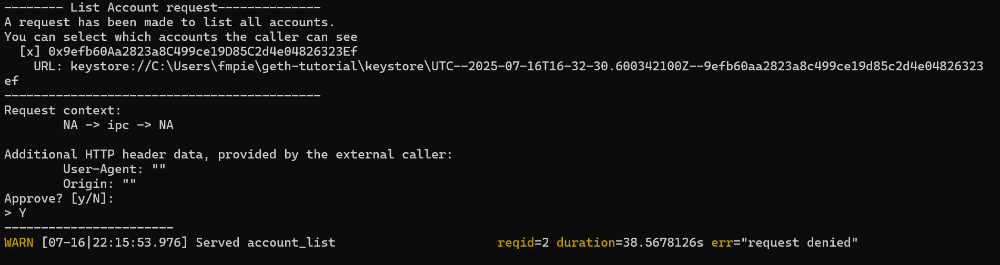 -------- List Account request--------------
A request has been made to list all accounts.
You can select which accounts the caller can see
  [x] 0x9efb60Aa2823a8C499ce19D85C2d4e04826323Ef
    URL: keystore://C:\Users\fmpie\geth-tutorial\keystore\UTC--2025-07-16T16-32-30.600342100Z--9efb60aa2823a8c499ce19d85c2d4e04826323
ef
-------------------------------------------
Request context:
        NA -> ipc -> NA

Additional HTTP header data, provided by the external caller:
        User-Agent: ""
        Origin: ""
Approve? [y/N]:
> Y
-----------------------
WARN [07-16|22:15:53.976] Served account_list                      reqid=2 duration=38.5678126s err="request denied"